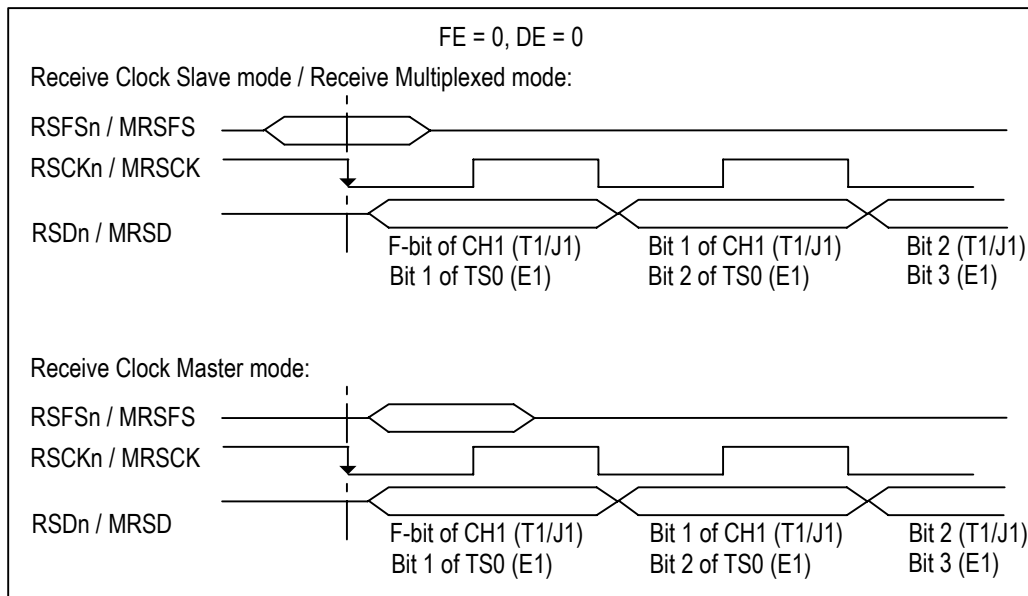 FE = 0, DE = 0
Receive Clock Slave mode / Receive Multiplexed mode:
RSFSn / MRSFS
RSCKn / MRSCK
RSDn / MRSD
F-bit of CH1 (T1/J1) Bit 1 of CH1 (T1/J1) Bit 2 (T1/J1)
Bit 1 of TS0 (E1) Bit 2 of TS0 (E1) Bit 3 (E1)
Receive Clock Master mode:
RSFSn / MRSFS
RSCKn / MRSCK
RSDn / MRSD
F-bit of CH1 (T1/J1) Bit 1 of CH1 (T1/J1) Bit 2 (T1/J1)
Bit 1 of TS0 (E1) Bit 2 of TS0 (E1) Bit 3 (E1)